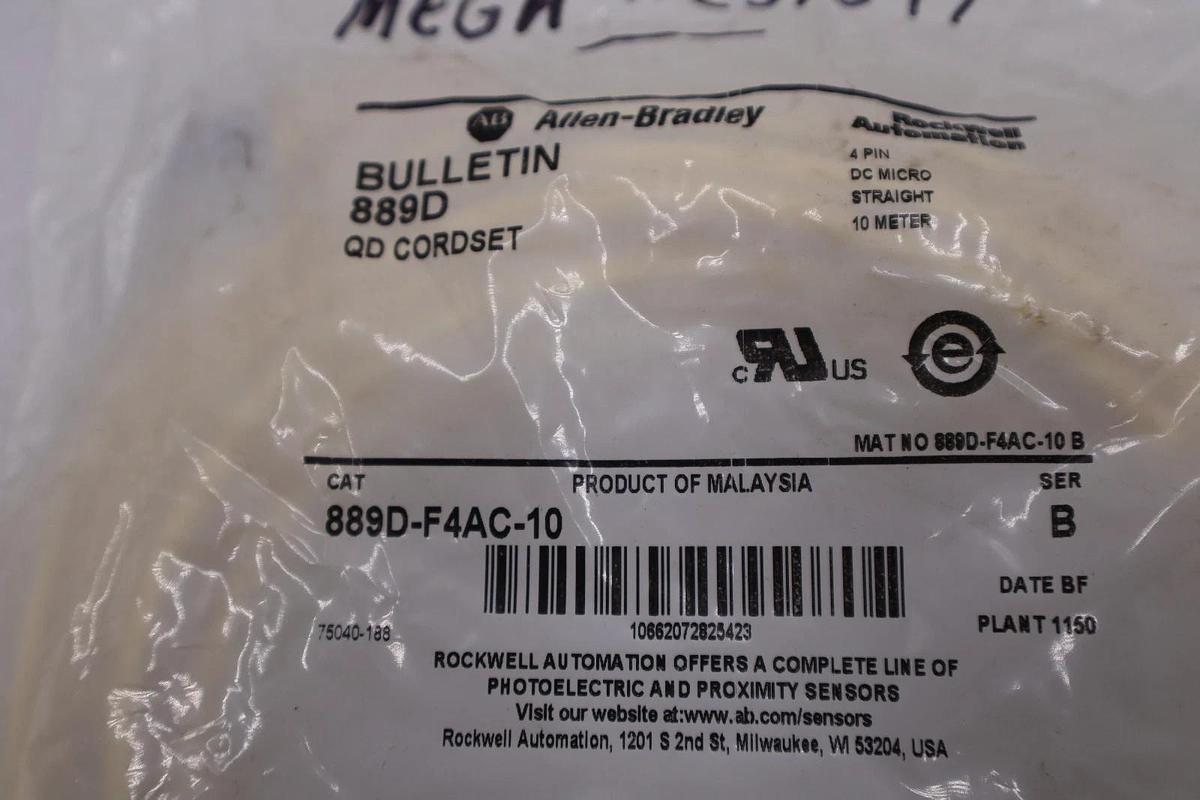 MEGA
AB Allen-Bradley
Rockwell
Automation
BULLETIN
889D
QD CORDSET
4 PIN
DC MICRO
STRAIGHT
10 METER
c RU US
e
MAT NO 889D-F4AC-10 B
CAT PRODUCT OF MALAYSIA SER
889D-F4AC-10 B
DATE BF
PLANT 1150
75040-188 10662072825423
ROCKWELL AUTOMATION OFFERS A COMPLETE LINE OF
PHOTOELECTRIC AND PROXIMITY SENSORS
Visit our website at:www.ab.com/sensors
Rockwell Automation, 1201 S 2nd St, Milwaukee, WI 53204, USA